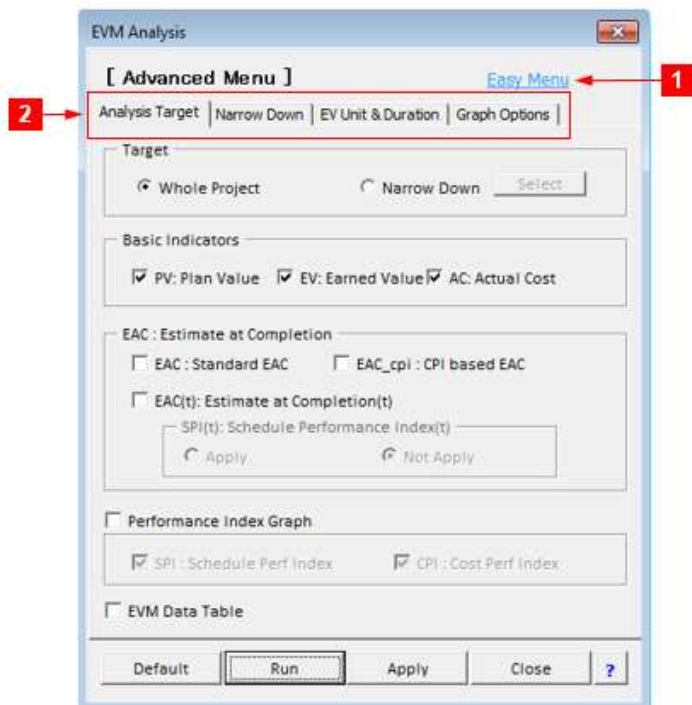 EVM Analysis
[ Advanced Menu ] Easy Menu 1
2 Analysis Target Narrow Down EV Unit & Duration Graph Options
Target
Whole Project Narrow Down Select
Basic Indicators
PV: Plan Value EV: Earned Value AC: Actual Cost
EAC : Estimate at Completion
EAC : Standard EAC EAC_cpi : CPI based EAC
EAC(t): Estimate at Completion(t)
SPI(t): Schedule Performance Index(t)
Apply Not Apply
Performance Index Graph
SPI : Schedule Perf Index CPI : Cost Perf Index
EVM Data Table
Default Run Apply Close ?